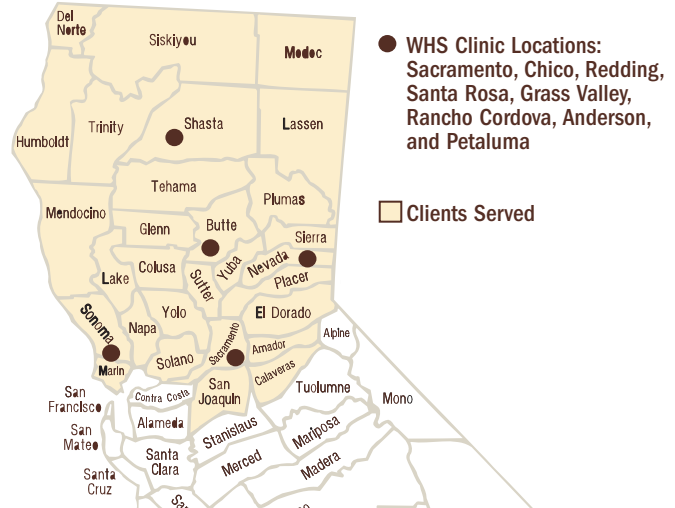 Del
Norte
Siskiyou
Modoc
WHS Clinic Locations:
Sacramento, Chico, Redding,
Santa Rosa, Grass Valley,
Rancho Cordova, Anderson,
and Petaluma
Humboldt
Trinity
Shasta
Lassen
Tehama
Plumas
Mendocino
Glenn
Butte
Sierra
Clients Served
Lake
Colusa
Sutter
Yuba
Nevada
Placer
Sonoma
Napa
Yolo
Sacramento
El Dorado
Alpine
Marin
Solano
Amador
Calaveras
San
Joaquin
Tuolumne
Mono
San
Francisco
Contra Costa
San
Mateo
Alameda
Stanislaus
Mariposa
Santa
Clara
Merced
Madera
Santa
Cruz